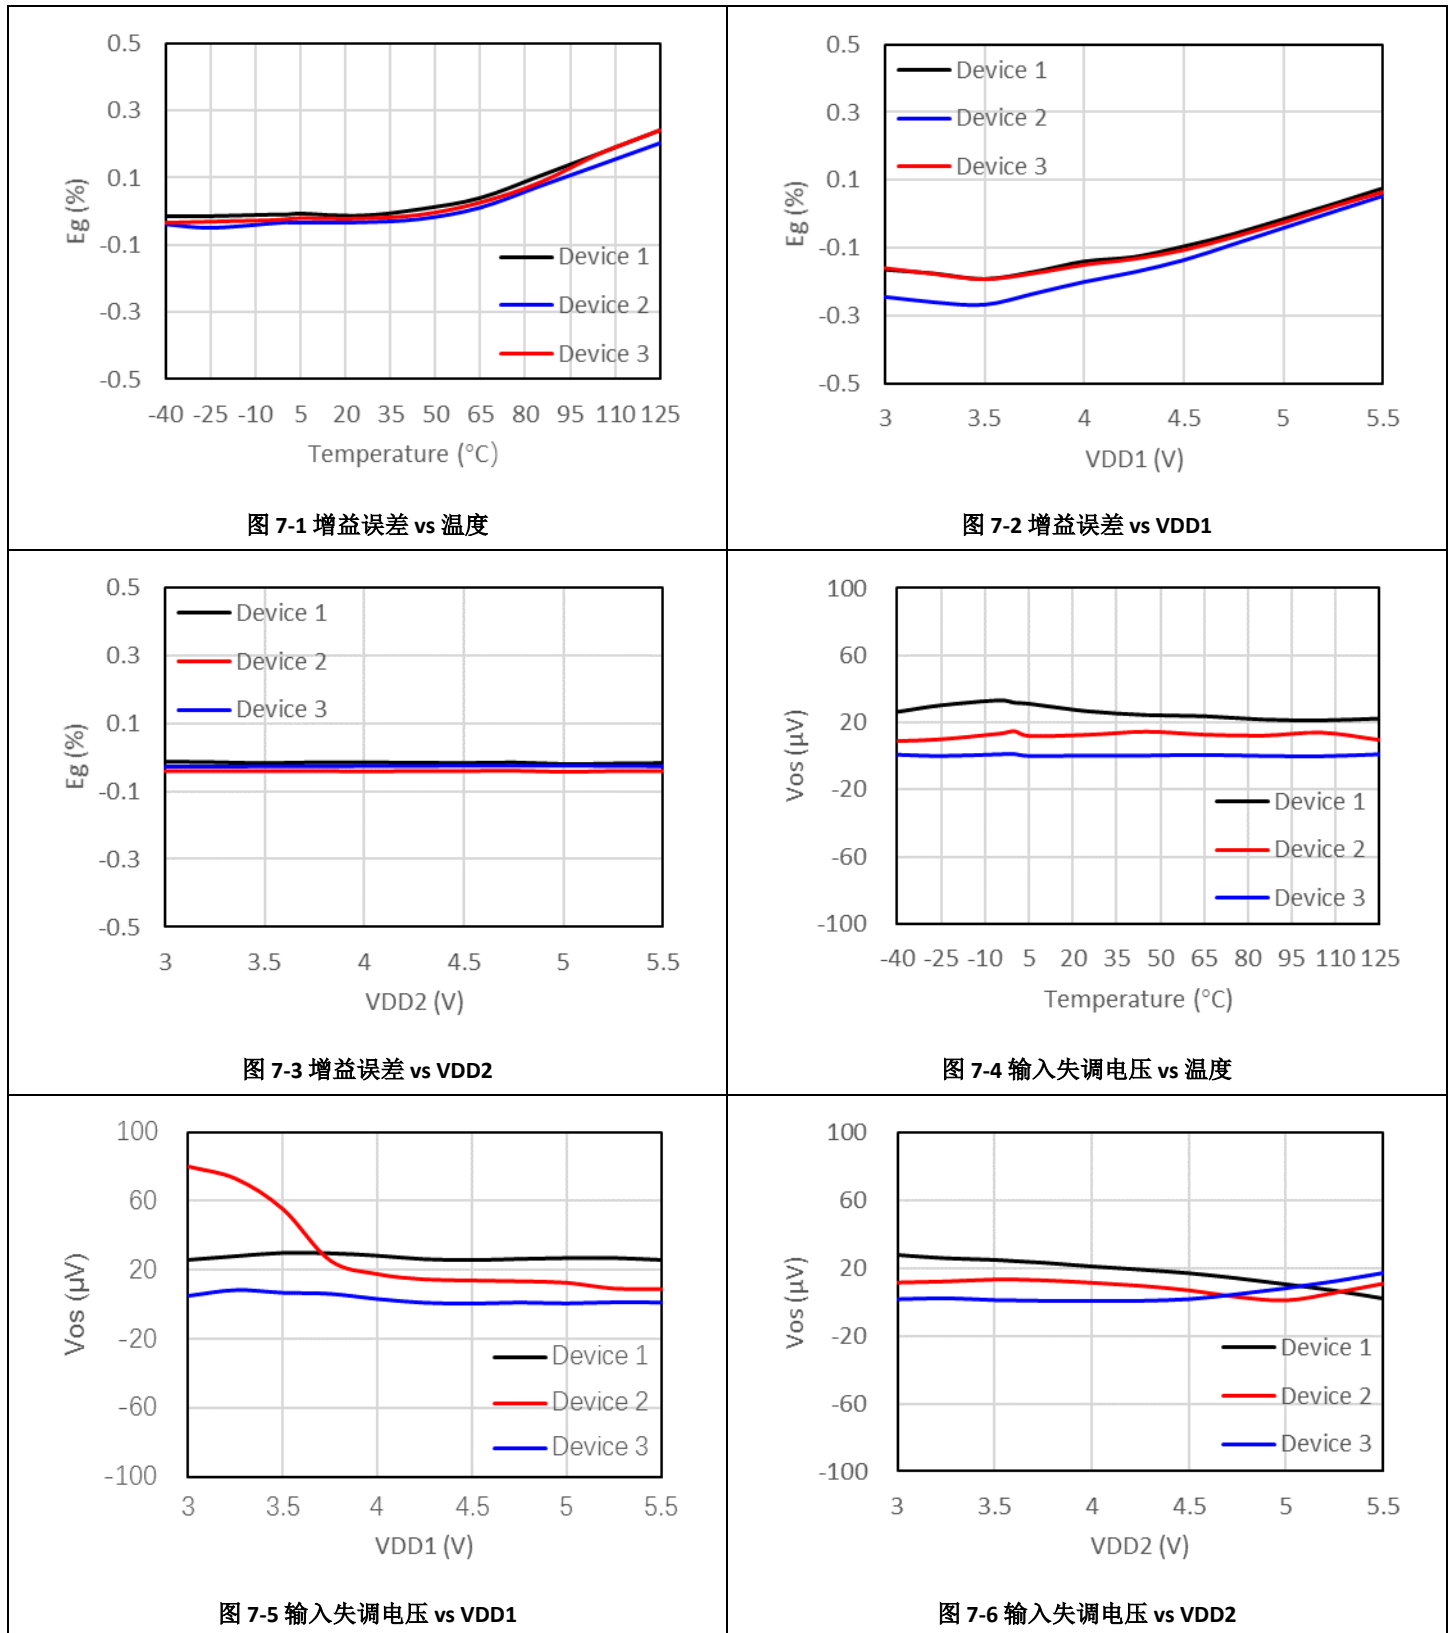 0.5
0.3
0.1
-0.1
-0.3
-0.5
Eg (%)
Device 1
Device 2
Device 3
-40 -25 -10 5 20 35 50 65 80 95 110 125
Temperature (°C)
图 7-1 增益误差 vs 温度
0.5
0.3
0.1
-0.1
-0.3
-0.5
Eg (%)
Device 1
Device 2
Device 3
3 3.5 4 4.5 5 5.5
VDD1 (V)
图 7-2 增益误差 vs VDD1
0.5
0.3
0.1
-0.1
-0.3
-0.5
Eg (%)
Device 1
Device 2
Device 3
3 3.5 4 4.5 5 5.5
VDD2 (V)
图 7-3 增益误差 vs VDD2
100
60
20
-20
-60
-100
Vos (µV)
Device 1
Device 2
Device 3
-40 -25 -10 5 20 35 50 65 80 95 110 125
Temperature (°C)
图 7-4 输入失调电压 vs 温度
100
60
20
-20
-60
-100
Vos (µV)
Device 1
Device 2
Device 3
3 3.5 4 4.5 5 5.5
VDD1 (V)
图 7-5 输入失调电压 vs VDD1
100
60
20
-20
-60
-100
Vos (µV)
Device 1
Device 2
Device 3
3 3.5 4 4.5 5 5.5
VDD2 (V)
图 7-6 输入失调电压 vs VDD2